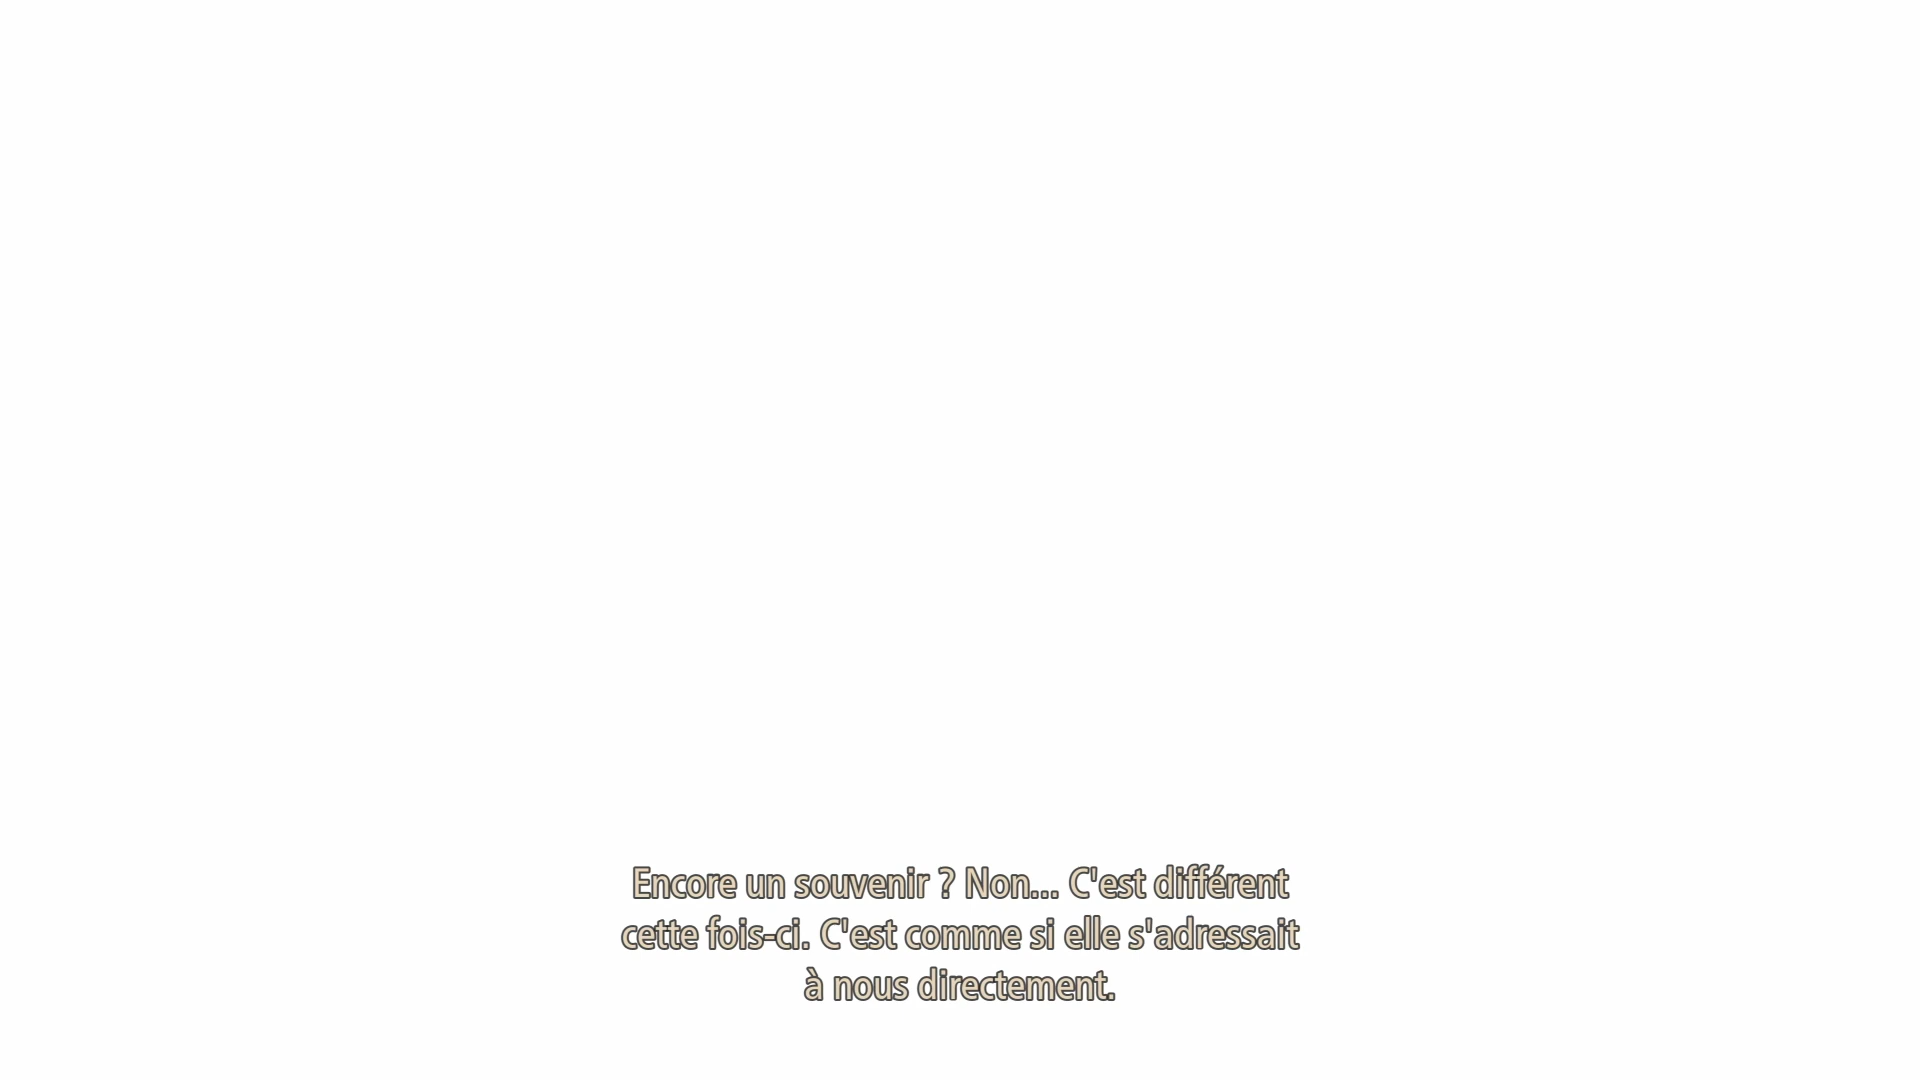 Encore un souvenir ? Non... C'est différent
cette fois-ci. C'est comme si elle s'adressait
à nous directement.